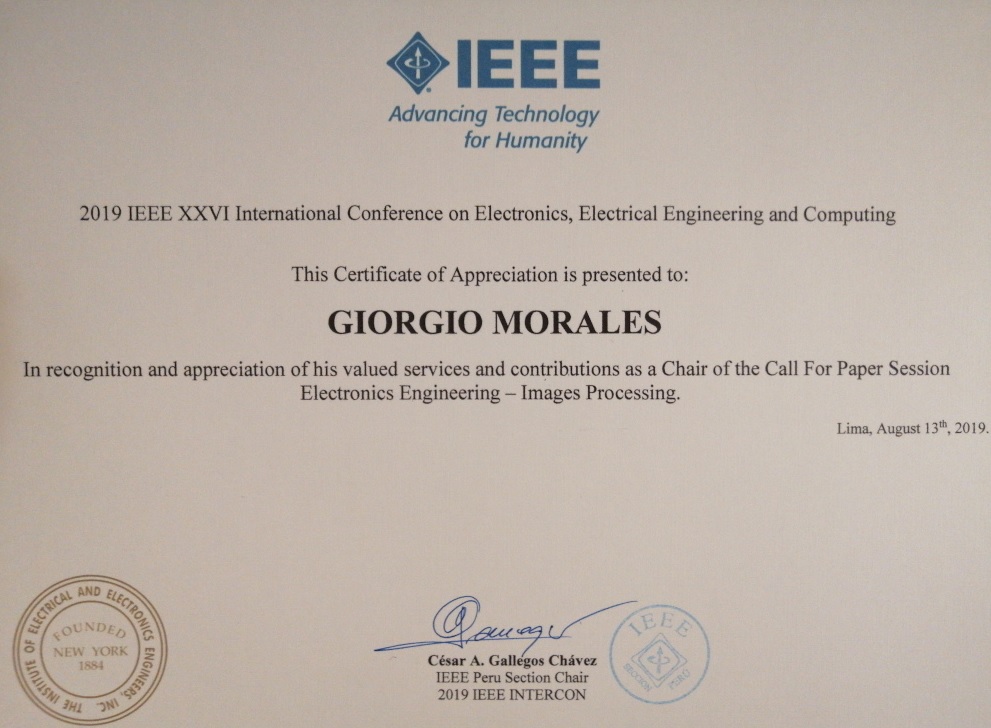 IEEE
Advancing Technology
for Humanity
2019 IEEE XXVI International Conference on Electronics, Electrical Engineering and Computing
This Certificate of Appreciation is presented to:
GIORGIO MORALES
In recognition and appreciation of his valued services and contributions as a Chair of the Call For Paper Session
Electronics Engineering – Images Processing.
Lima, August 13th, 2019.
THE INSTITUTE OF ELECTRICAL AND ELECTRONICS ENGINEERS, INC.
FOUNDED
NEW YORK
1884
César A. Gallegos Chávez
IEEE Peru Section Chair
2019 IEEE INTERCON
IEEE
SECCION PERU